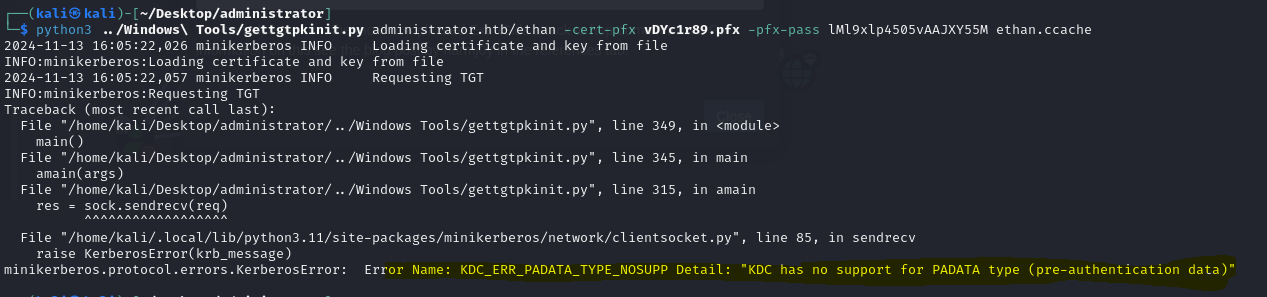 ┌──(kali㉿kali)-[~/Desktop/administrator]
└─$ python3 ../Windows\ Tools/gettgtpkinit.py administrator.htb/ethan -cert-pfx vDYc1r89.pfx -pfx-pass lMl9xlp4505vAAJXY55M ethan.ccache
2024-11-13 16:05:22,026 minikerberos INFO     Loading certificate and key from file
INFO:minikerberos:Loading certificate and key from file
2024-11-13 16:05:22,057 minikerberos INFO     Requesting TGT
INFO:minikerberos:Requesting TGT
Traceback (most recent call last):
  File "/home/kali/Desktop/administrator/../Windows Tools/gettgtpkinit.py", line 349, in <module>
    main()
  File "/home/kali/Desktop/administrator/../Windows Tools/gettgtpkinit.py", line 345, in main
    amain(args)
  File "/home/kali/Desktop/administrator/../Windows Tools/gettgtpkinit.py", line 315, in amain
    res = sock.sendrecv(req)
          ^^^^^^^^^^^^^^^^^^
  File "/home/kali/.local/lib/python3.11/site-packages/minikerberos/network/clientsocket.py", line 85, in sendrecv
    raise KerberosError(krb_message)
minikerberos.protocol.errors.KerberosError:  Error Name: KDC_ERR_PADATA_TYPE_NOSUPP Detail: "KDC has no support for PADATA type (pre-authentication data)"